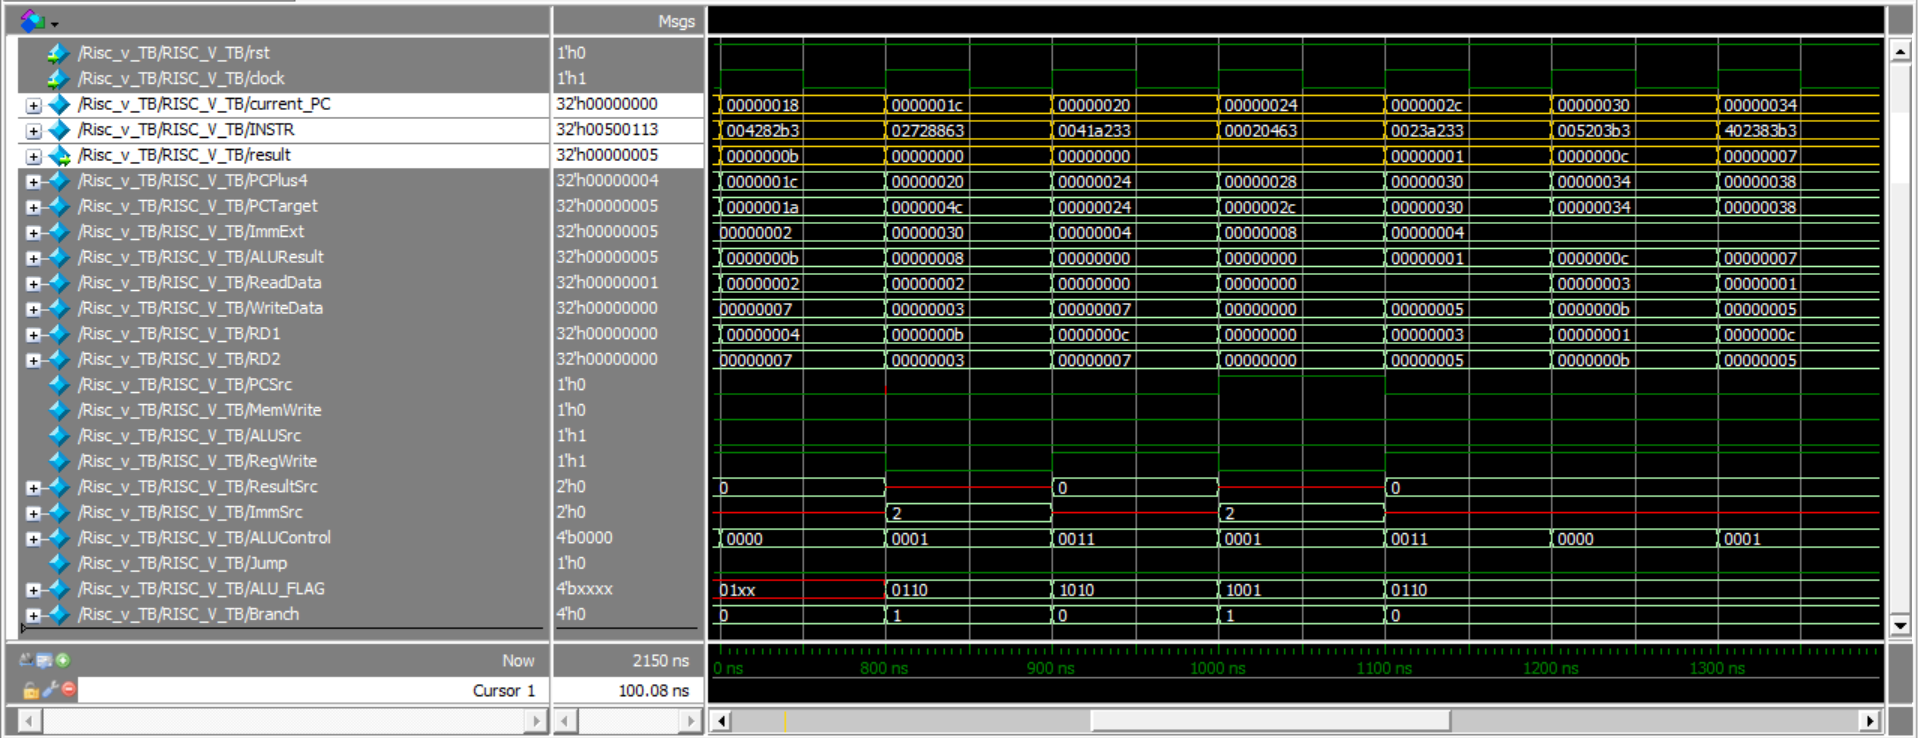 Msgs
/Risc_v_TB/RISC_V_TB/rst 1'h0
/Risc_v_TB/RISC_V_TB/clock 1'h1
/Risc_v_TB/RISC_V_TB/current_PC 32'h00000000 00000018 0000001c 00000020 00000024 0000002c 00000030 00000034
/Risc_v_TB/RISC_V_TB/INSTR 32'h00500113 004282b3 02728863 0041a233 00020463 0023a233 005203b3 402383b3
/Risc_v_TB/RISC_V_TB/result 32'h00000005 0000000b 00000000 00000000 00000001 0000000c 00000007
/Risc_v_TB/RISC_V_TB/PCPlus4 32'h00000004 0000001c 00000020 00000024 00000028 00000030 00000034 00000038
/Risc_v_TB/RISC_V_TB/PCTarget 32'h00000005 0000001a 0000004c 00000024 0000002c 00000030 00000034 00000038
/Risc_v_TB/RISC_V_TB/ImmExt 32'h00000005 00000002 00000030 00000004 00000008 00000004
/Risc_v_TB/RISC_V_TB/ALUResult 32'h00000005 0000000b 00000008 00000000 00000000 00000001 0000000c 00000007
/Risc_v_TB/RISC_V_TB/ReadData 32'h00000001 00000002 00000002 00000000 00000000 00000003 00000001
/Risc_v_TB/RISC_V_TB/WriteData 32'h00000000 00000007 00000003 00000007 00000000 00000005 0000000b 00000005
/Risc_v_TB/RISC_V_TB/RD1 32'h00000000 00000004 0000000b 0000000c 00000000 00000003 00000001 0000000c
/Risc_v_TB/RISC_V_TB/RD2 32'h00000000 00000007 00000003 00000007 00000000 00000005 0000000b 00000005
/Risc_v_TB/RISC_V_TB/PCSrc 1'h0
/Risc_v_TB/RISC_V_TB/MemWrite 1'h0
/Risc_v_TB/RISC_V_TB/ALUSrc 1'h1
/Risc_v_TB/RISC_V_TB/RegWrite 1'h1
/Risc_v_TB/RISC_V_TB/ResultSrc 2'h0 0 0 0
/Risc_v_TB/RISC_V_TB/ImmSrc 2'h0 2 2
/Risc_v_TB/RISC_V_TB/ALUControl 4'b0000 0000 0001 0011 0001 0011 0000 0001
/Risc_v_TB/RISC_V_TB/Jump 1'h0
/Risc_v_TB/RISC_V_TB/ALU_FLAG 4'bxxxx 01xx 0110 1010 1001 0110
/Risc_v_TB/RISC_V_TB/Branch 4'h0 0 1 0 1 0
Now 2150 ns 0 ns 800 ns 900 ns 1000 ns 1100 ns 1200 ns 1300 ns
Cursor 1 100.08 ns